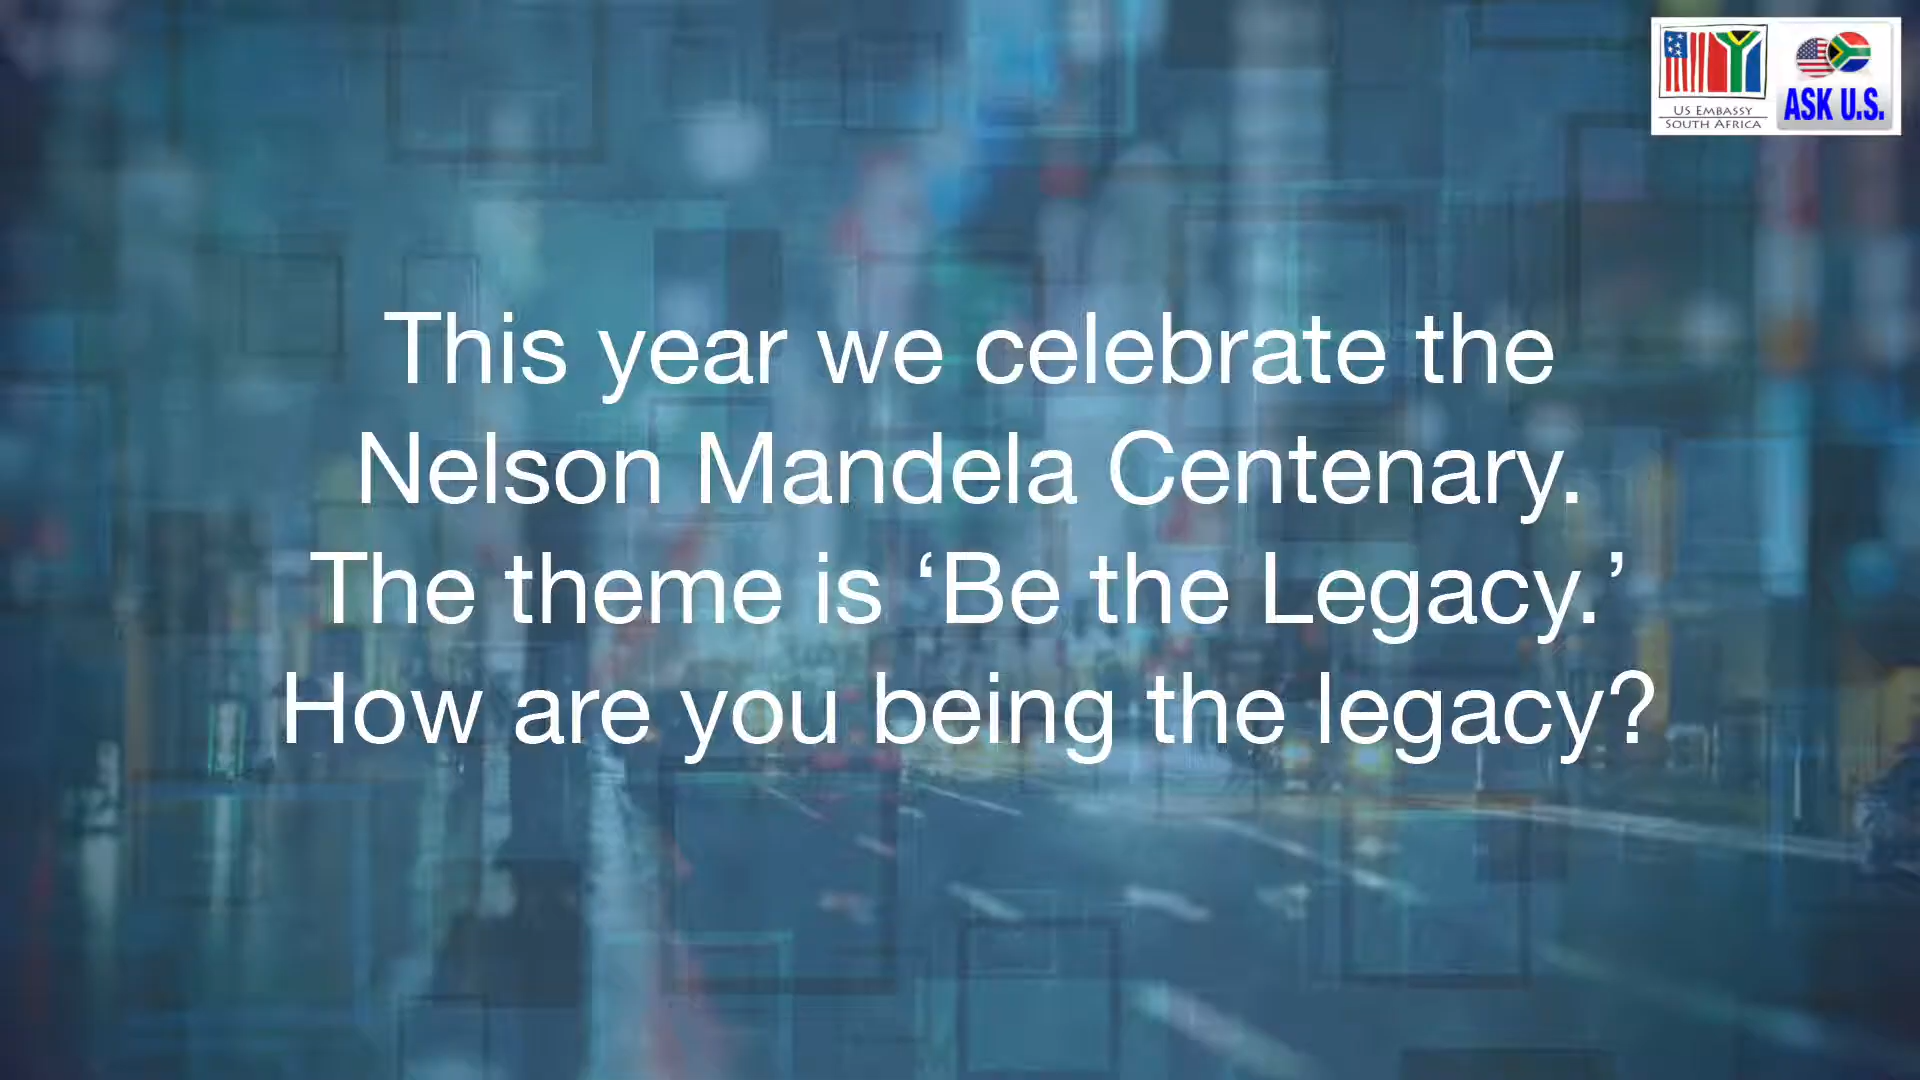 US EMBASSY
SOUTH AFRICA
ASK U.S.
This year we celebrate the
Nelson Mandela Centenary.
The theme is ‘Be the Legacy.’
How are you being the legacy?